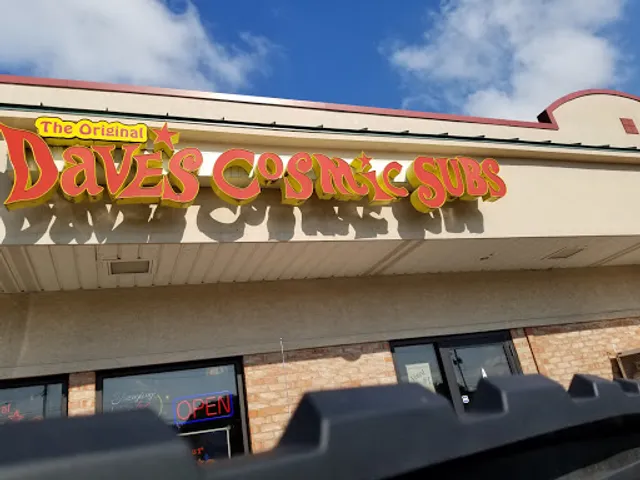 The Original
Dave's Cosmic Subs
OPEN